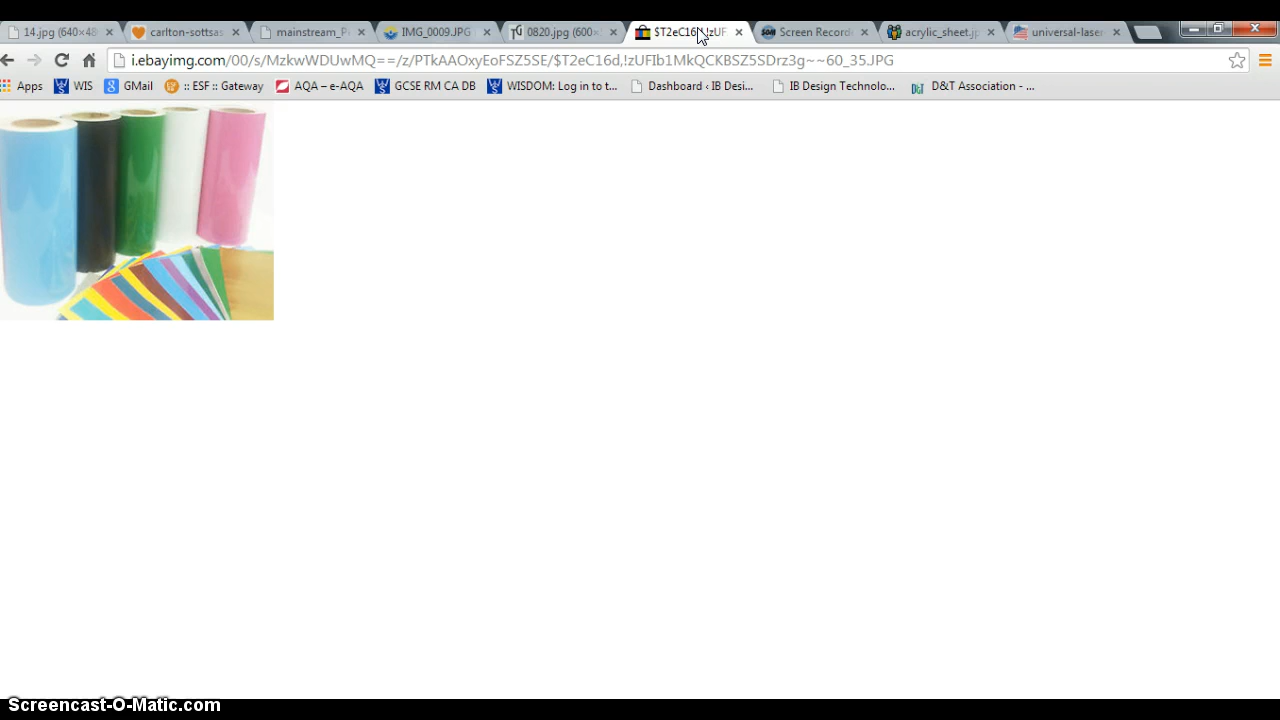 14.jpg (640×48
carlton-sottsas
mainstream_P
IMG_0009.JPG
0820.jpg (600×
$T2eC16
zUF
Screen Record
acrylic_sheet.jp
universal-laser
i.ebayimg.com/00/s/MzkwWDUwMQ==/z/PTkAAOxyEoFSZ5SE/$T2eC16d,!zUFIb1MkQCKBSZ5SDrz3g~~60_35.JPG
Apps
WIS
GMail
:: ESF :: Gateway
AQA – e-AQA
GCSE RM CA DB
WISDOM: Log in to t...
Dashboard ‹ IB Desi...
IB Design Technolo...
D&T Association - ...
Screencast-O-Matic.com